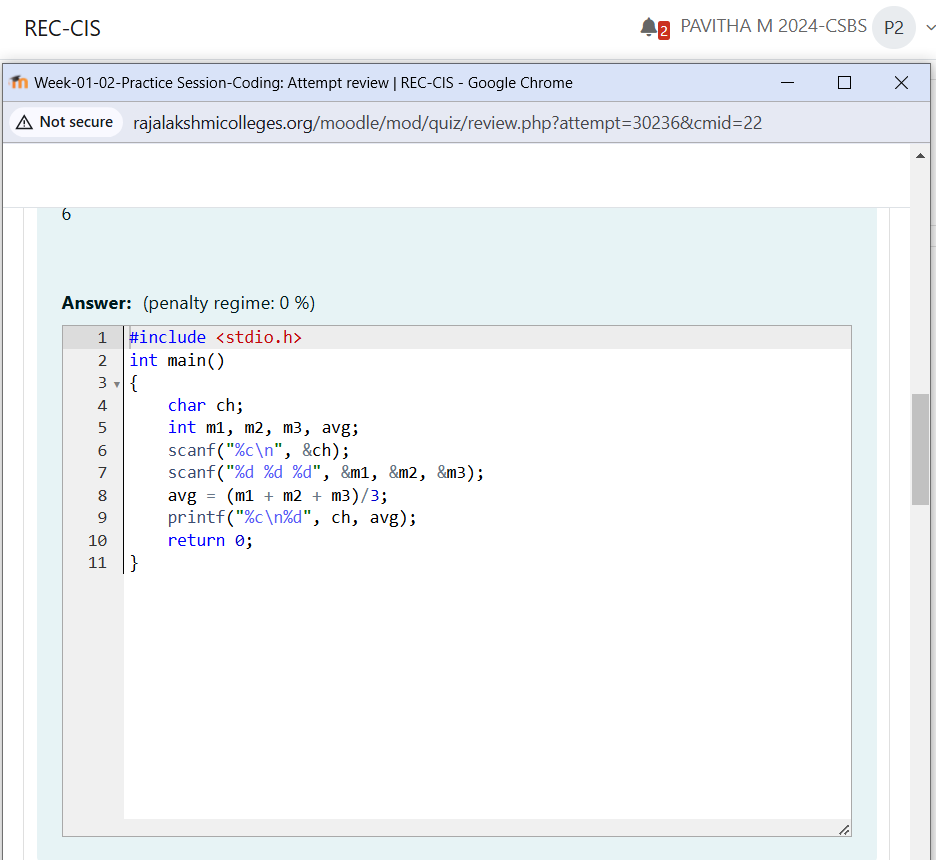 REC-CIS
2 PAVITHA M 2024-CSBS P2
Week-01-02-Practice Session-Coding: Attempt review | REC-CIS - Google Chrome
Not secure rajalakshmicolleges.org/moodle/mod/quiz/review.php?attempt=30236&cmid=22
6
Answer: (penalty regime: 0 %)
1 #include <stdio.h>
2 int main()
3 {
4     char ch;
5     int m1, m2, m3, avg;
6     scanf("%c\n", &ch);
7     scanf("%d %d %d", &m1, &m2, &m3);
8     avg = (m1 + m2 + m3)/3;
9     printf("%c\n%d", ch, avg);
10     return 0;
11 }